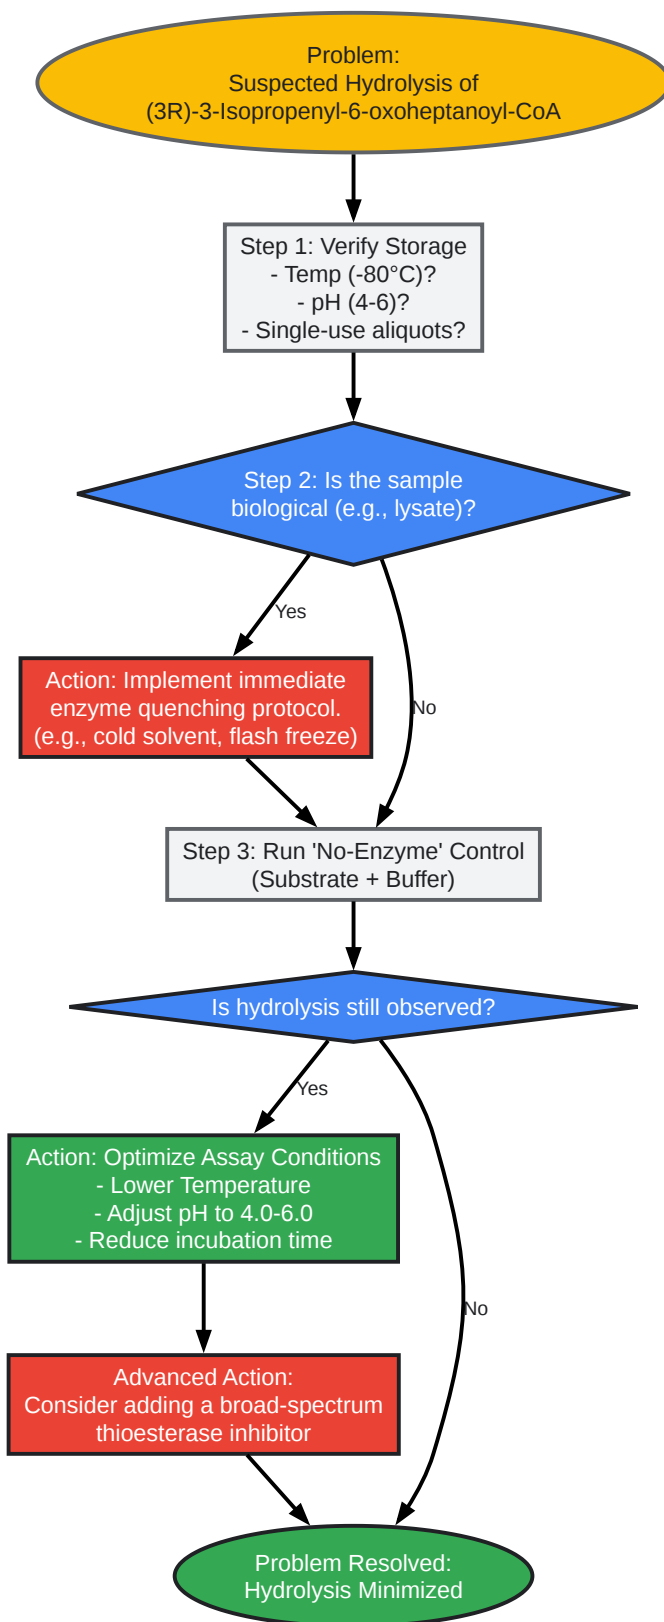 Problem:
Suspected Hydrolysis of
(3R)-3-Isopropenyl-6-oxoheptanoyl-CoA
Step 1: Verify Storage
- Temp (-80°C)?
- pH (4-6)?
- Single-use aliquots?
Step 2: Is the sample
biological (e.g., lysate)?
Yes
Action: Implement immediate
enzyme quenching protocol.
(e.g., cold solvent, flash freeze)
No
Step 3: Run 'No-Enzyme' Control
(Substrate + Buffer)
Is hydrolysis still observed?
Yes
Action: Optimize Assay Conditions
- Lower Temperature
- Adjust pH to 4.0-6.0
- Reduce incubation time
No
Advanced Action:
Consider adding a broad-spectrum
thioesterase inhibitor
Problem Resolved:
Hydrolysis Minimized